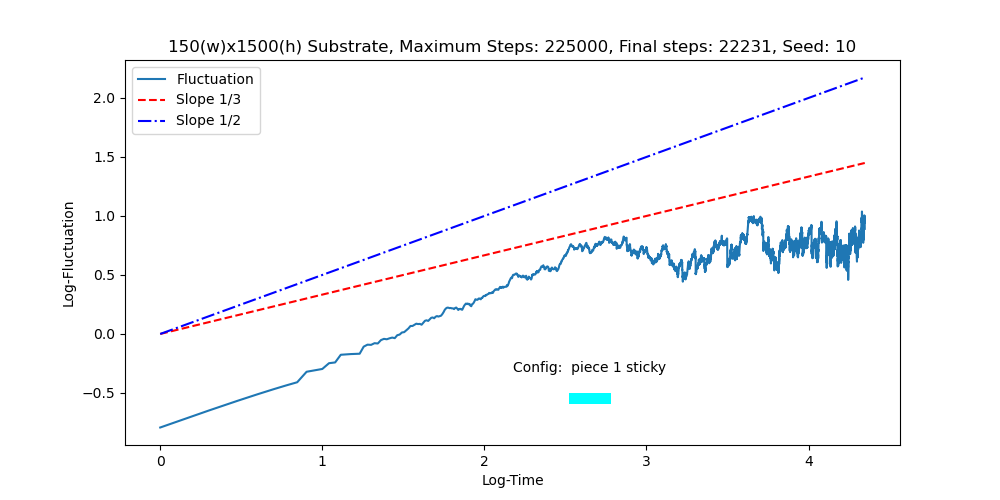 150(w)x1500(h) Substrate, Maximum Steps: 225000, Final steps: 22231, Seed: 10
Fluctuation
Slope 1/3
Slope 1/2
2.0
1.5
1.0
0.5
0.0
−0.5
Log-Fluctuation
Config:  piece 1 sticky
0 1 2 3 4
Log-Time